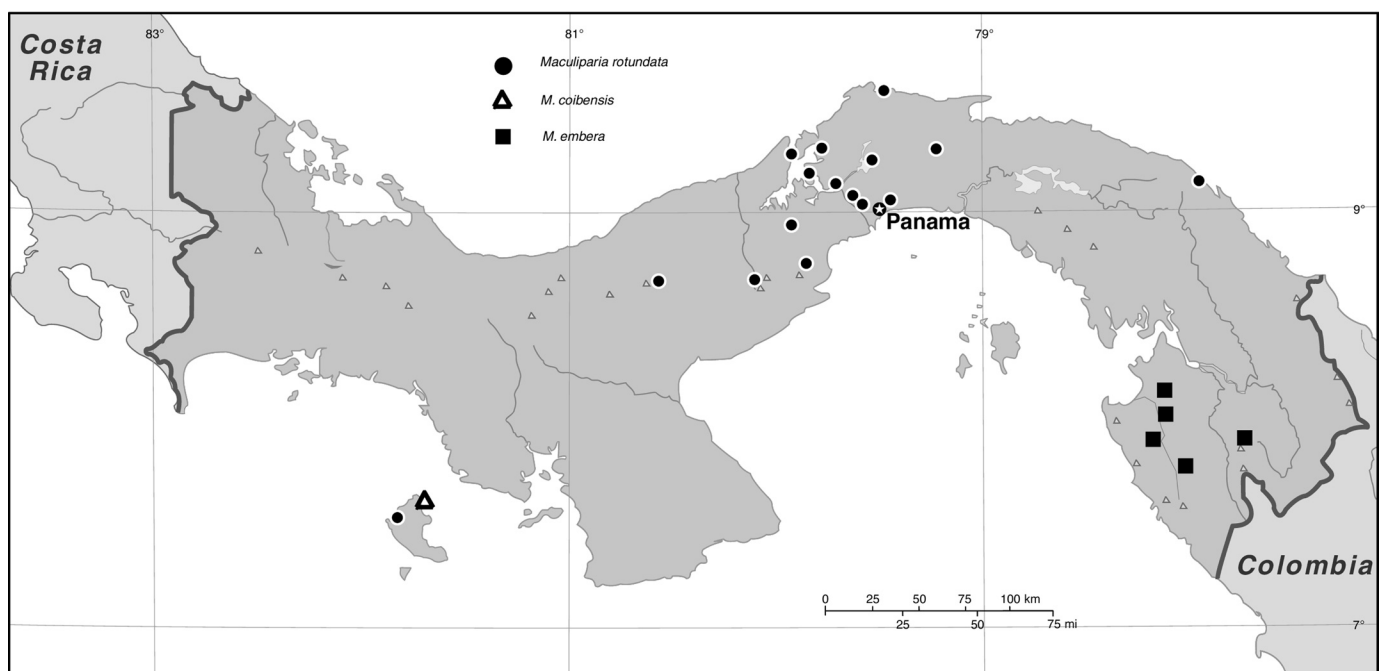 83°
81°
79°
Costa
Rica
Maculiparia rotundata
M. coibensis
M. embera
9°
Panama
Colombia
0 25 50 75 100 km
25 50 75 mi
7°